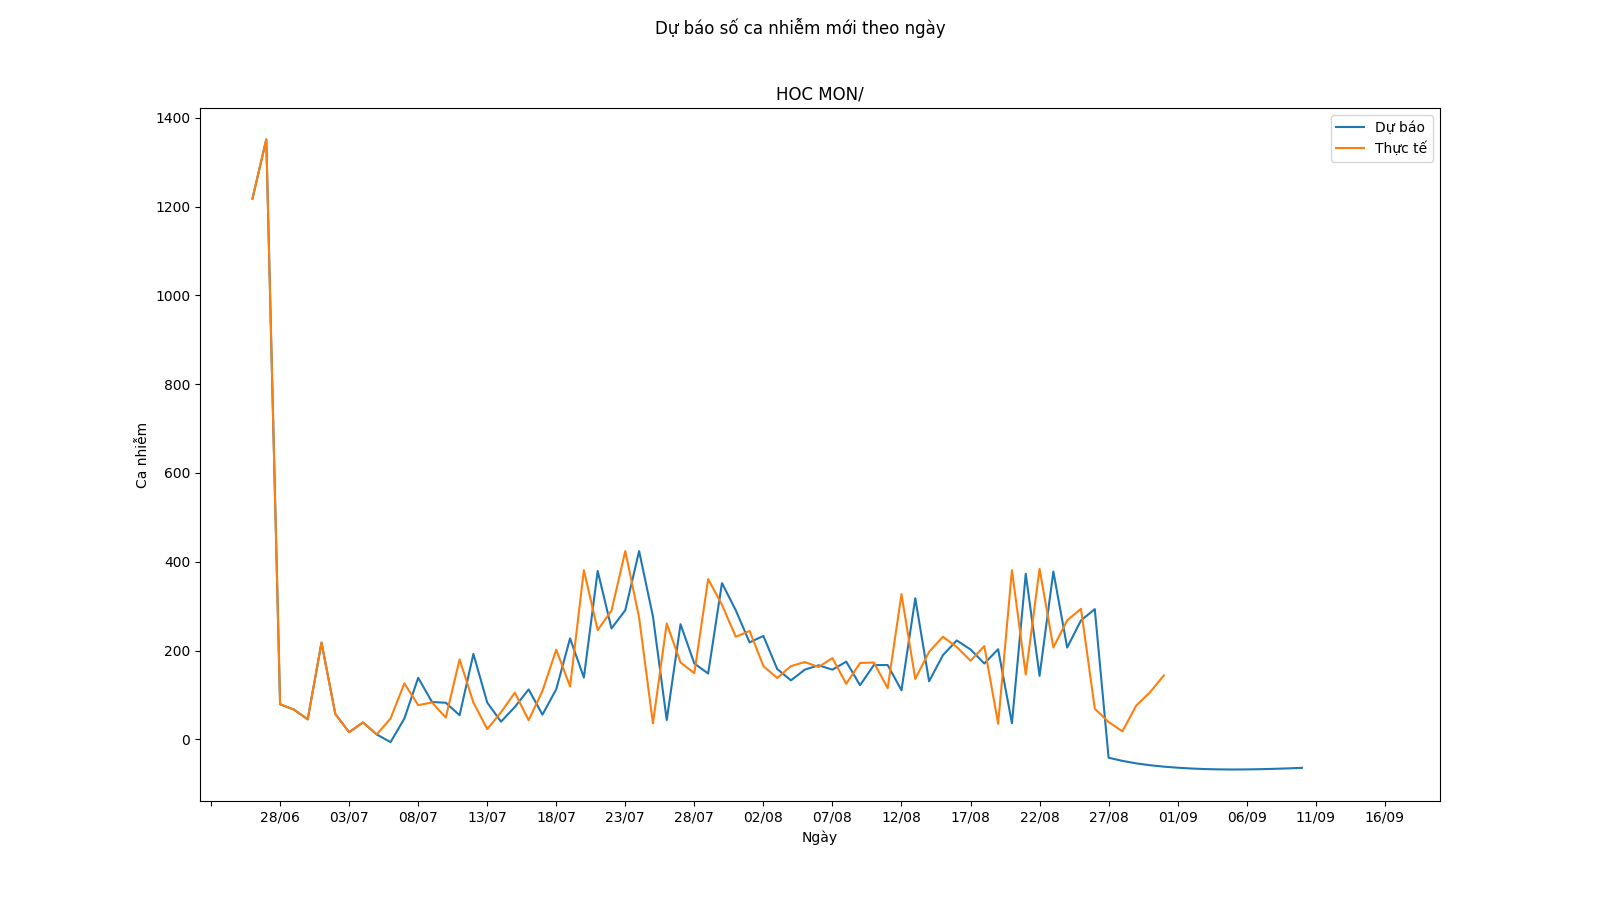 Dự báo số ca nhiễm mới theo ngày
HOC MON/
Dự báo
Thực tế
1400
1200
1000
800
600
400
200
0
Ca nhiễm
28/06 03/07 08/07 13/07 18/07 23/07 28/07 02/08 07/08 12/08 17/08 22/08 27/08 01/09 06/09 11/09 16/09
Ngày